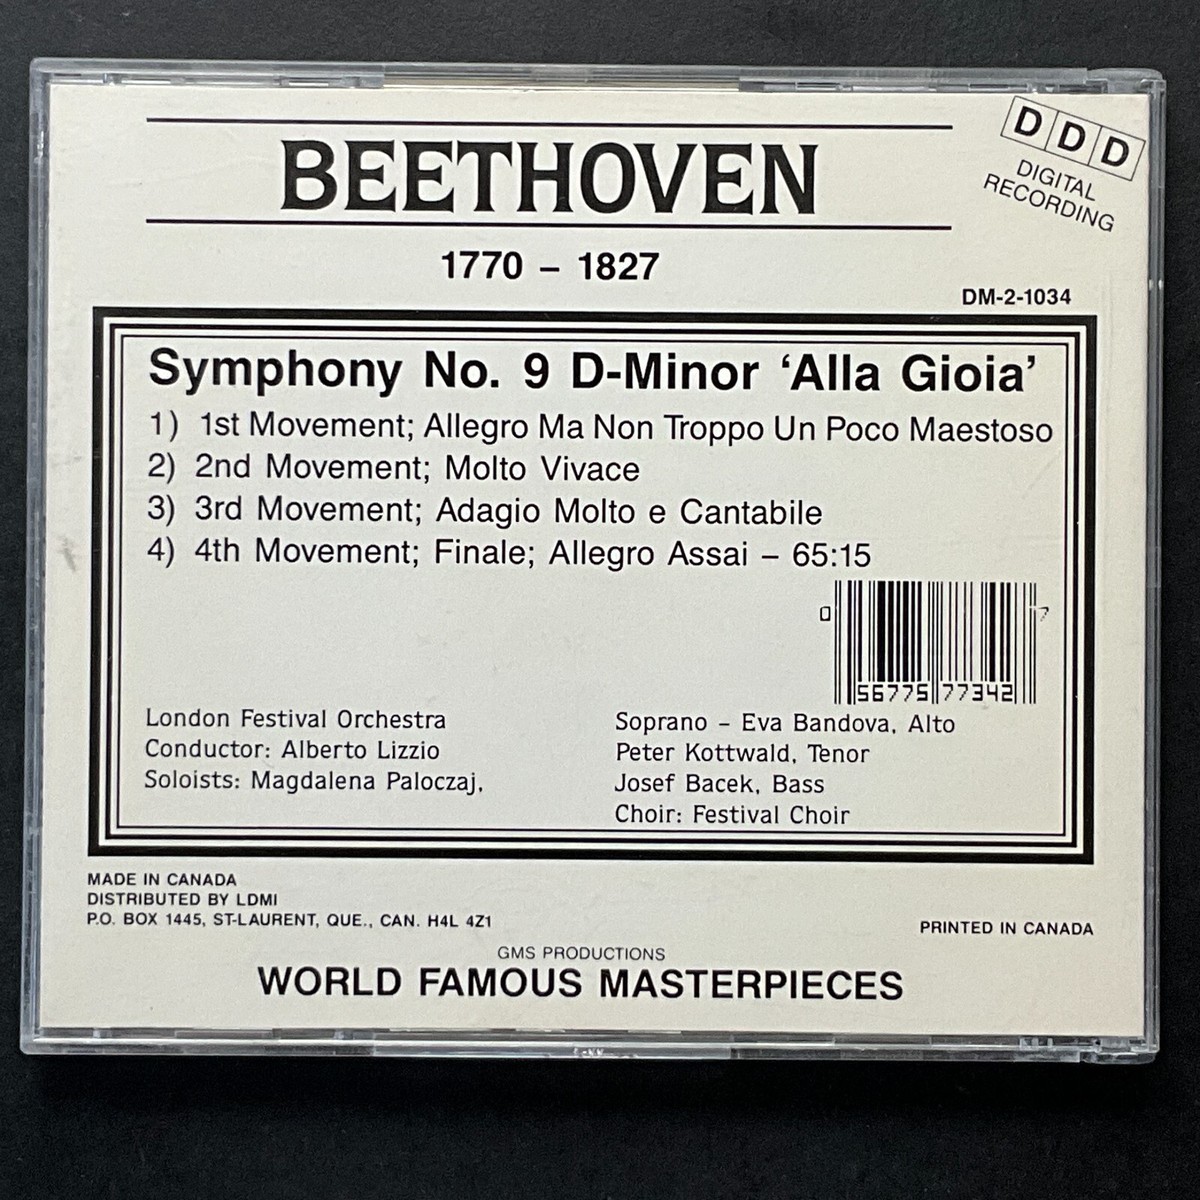 BEETHOVEN
D D D
DIGITAL
RECORDING
1770 – 1827
DM-2-1034
Symphony No. 9 D-Minor ‘Alla Gioia’
1) 1st Movement; Allegro Ma Non Troppo Un Poco Maestoso
2) 2nd Movement; Molto Vivace
3) 3rd Movement; Adagio Molto e Cantabile
4) 4th Movement; Finale; Allegro Assai – 65:15
0 56775 77342 7
London Festival Orchestra
Conductor: Alberto Lizzio
Soloists: Magdalena Paloczaj,
Soprano – Eva Bandova, Alto
Peter Kottwald, Tenor
Josef Bacek, Bass
Choir: Festival Choir
MADE IN CANADA
DISTRIBUTED BY LDMI
P.O. BOX 1445, ST-LAURENT, QUE., CAN. H4L 4Z1
PRINTED IN CANADA
GMS PRODUCTIONS
WORLD FAMOUS MASTERPIECES